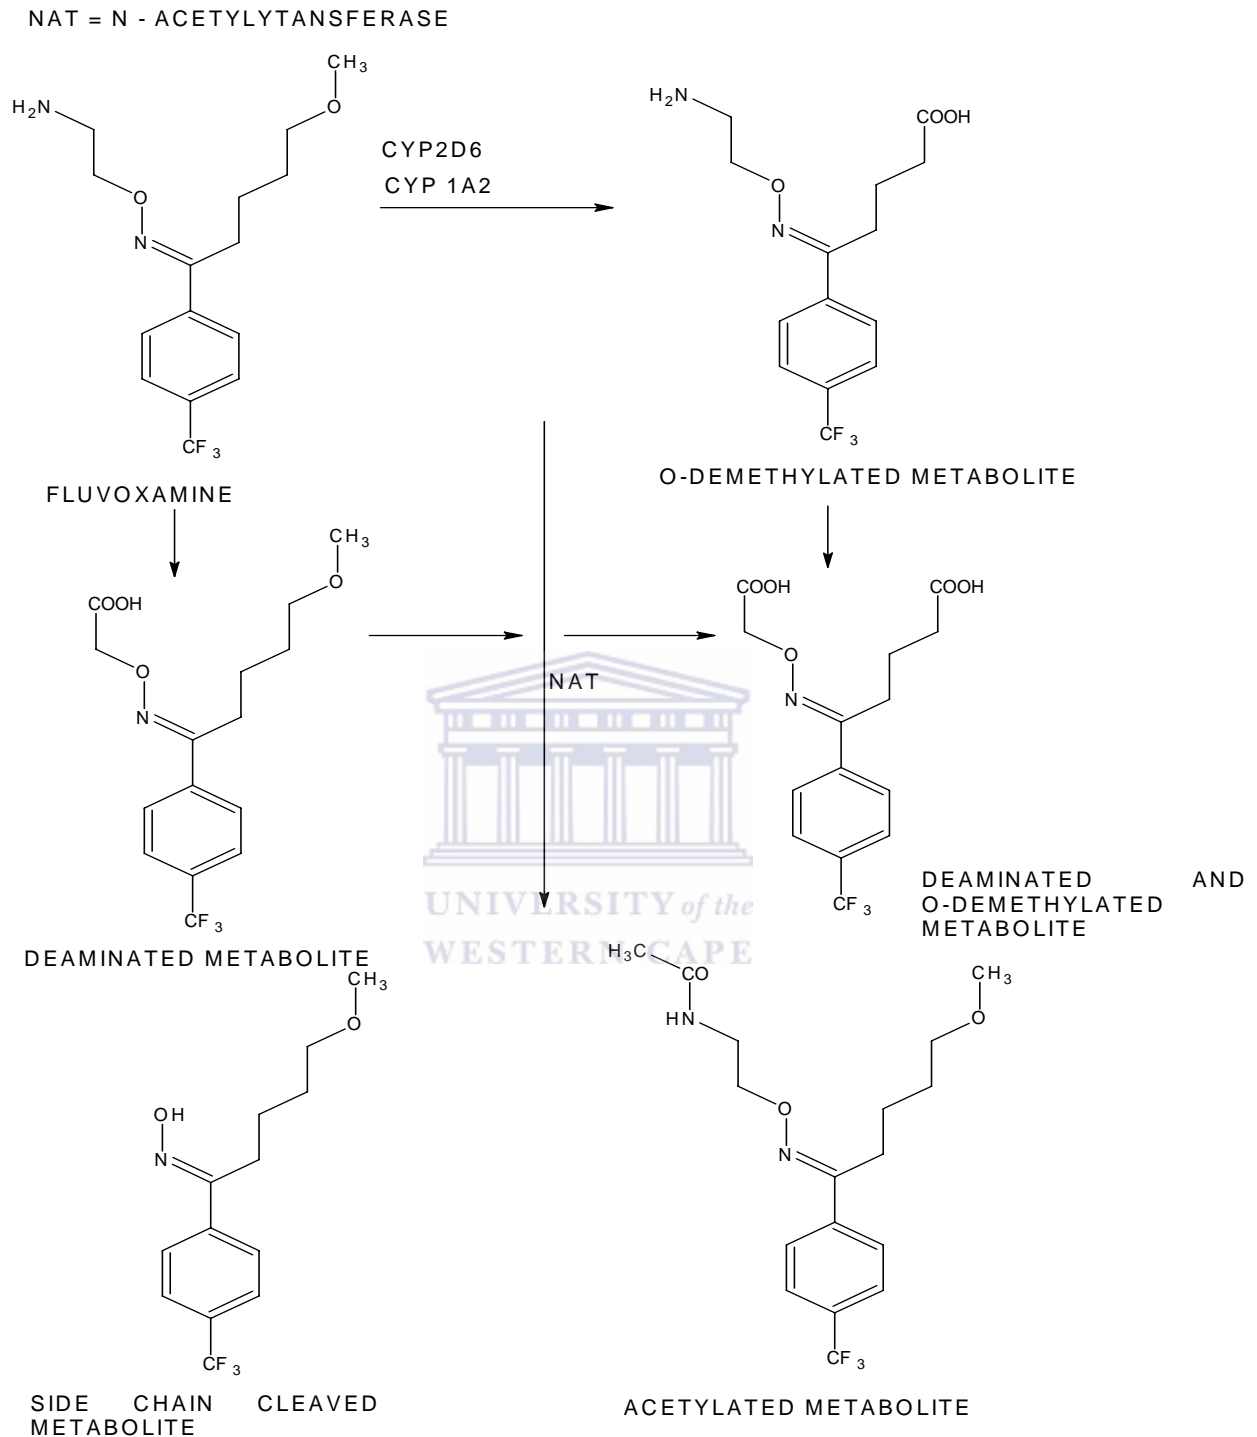 NAT = N - ACETYLYTANSFERASE
CH3
H2N
O
O
N
CF3
FLUVOXAMINE
CYP2D6
CYP 1A2
H2N
COOH
O
N
CF3
O-DEMETHYLATED METABOLITE
CH3
O
COOH
O
N
CF3
DEAMINATED METABOLITE
NAT
COOH
COOH
O
N
CF3
DEAMINATED AND
O-DEMETHYLATED
METABOLITE
UNIVERSITY of the
WESTERN CAPE
CH3
O
OH
N
CF3
SIDE CHAIN CLEAVED
METABOLITE
H3C
CO
HN
CH3
O
O
N
CF3
ACETYLATED METABOLITE